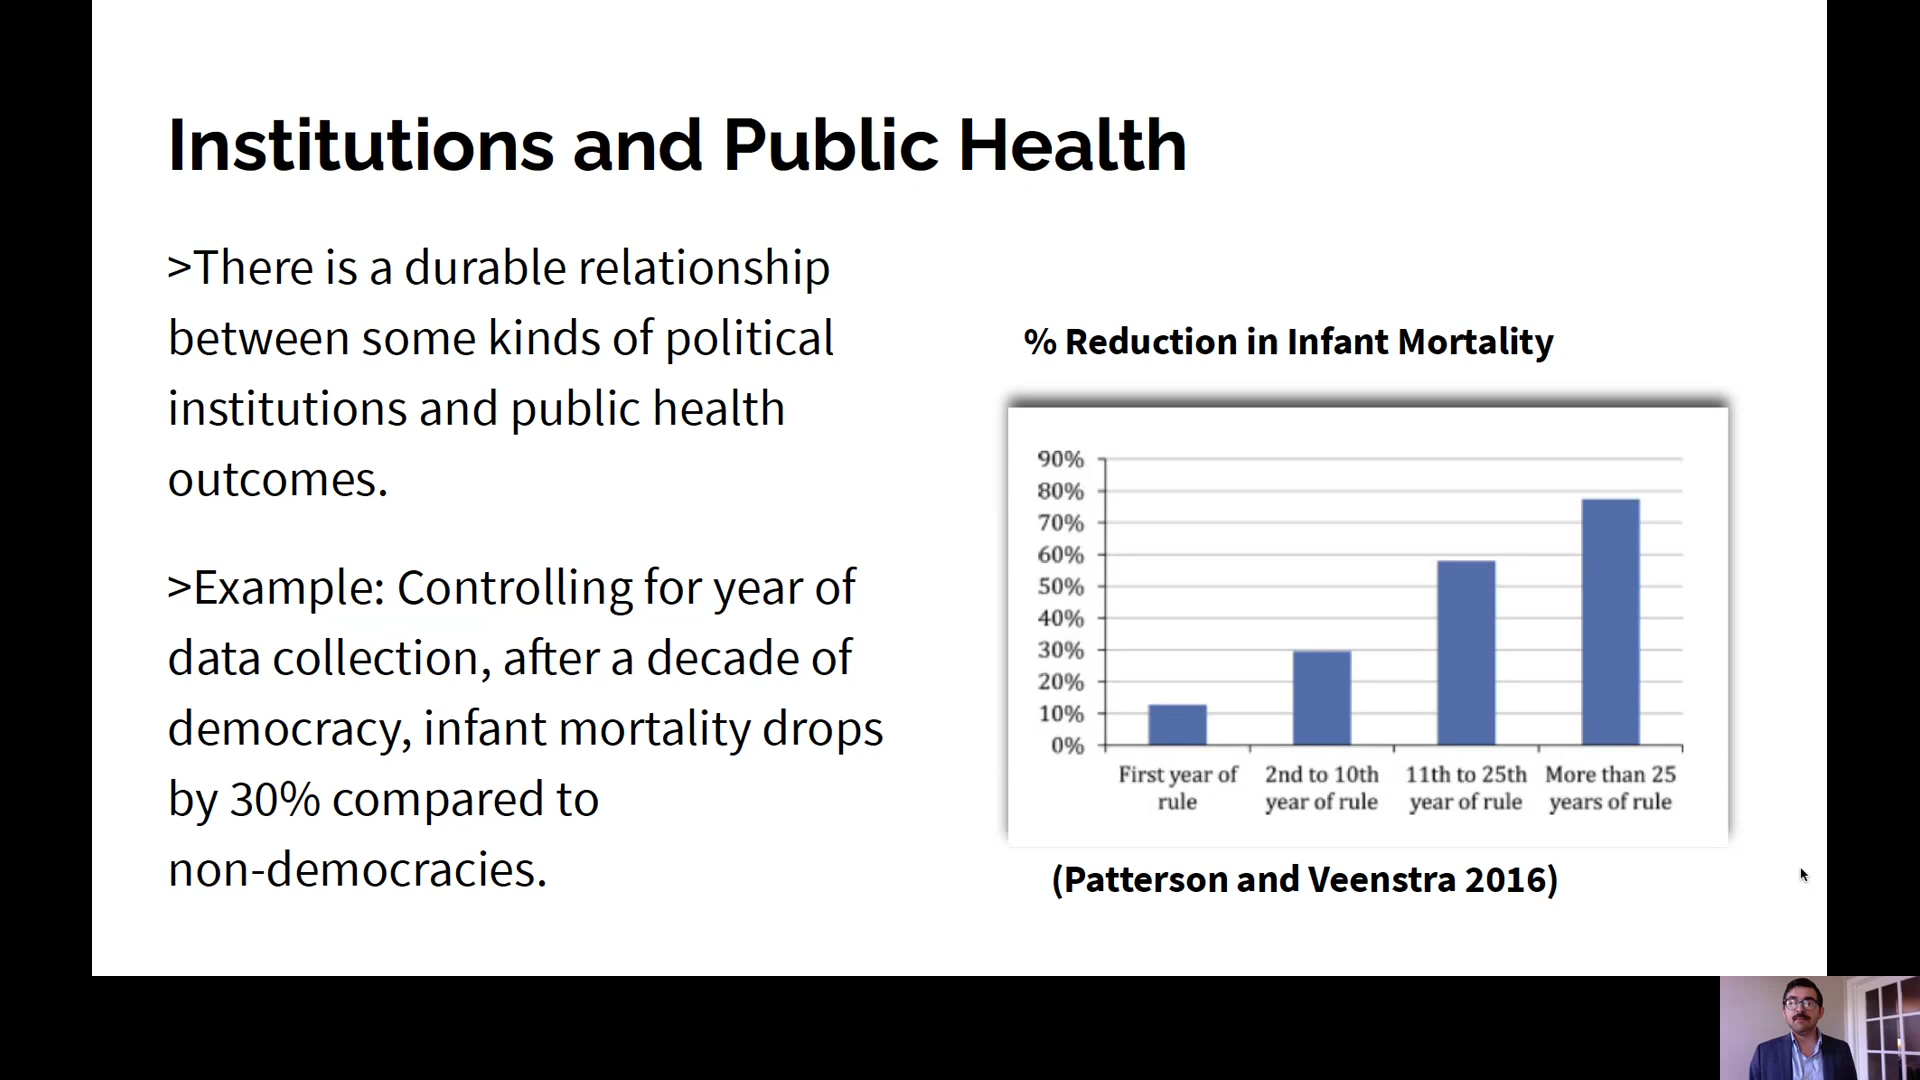 Institutions and Public Health
>There is a durable relationship
between some kinds of political
institutions and public health
outcomes.
>Example: Controlling for year of
data collection, after a decade of
democracy, infant mortality drops
by 30% compared to
non-democracies.
% Reduction in Infant Mortality
90%
80%
70%
60%
50%
40%
30%
20%
10%
0%
First year of rule
2nd to 10th year of rule
11th to 25th year of rule
More than 25 years of rule
(Patterson and Veenstra 2016)